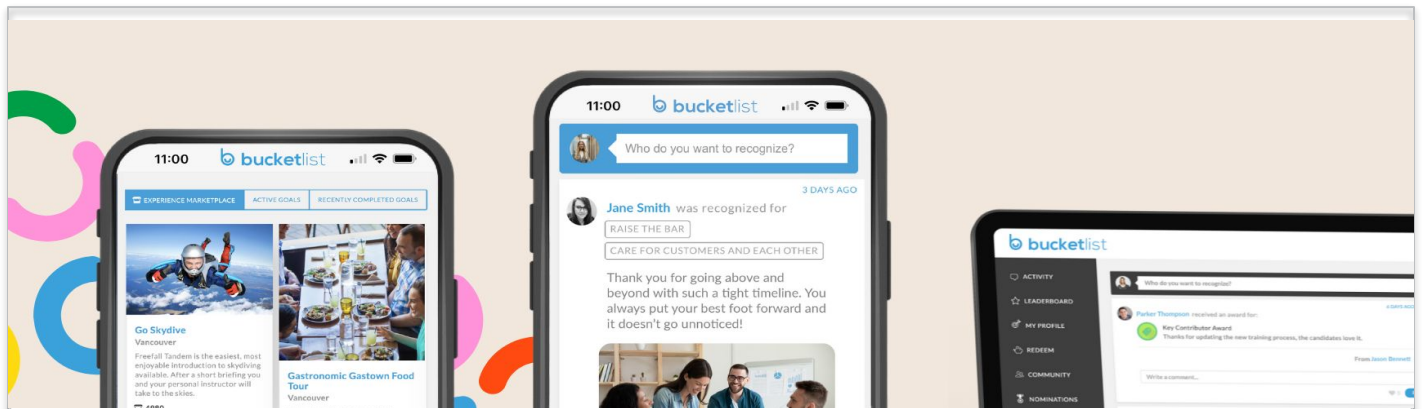 11:00
bucketlist
EXPERIENCE MARKETPLACE
ACTIVE GOALS
RECENTLY COMPLETED GOALS
Go Skydive
Vancouver
Freefall Tandem is the easiest, most
enjoyable introduction to skydiving
available. After a short briefing you
and your personal instructor will
take to the skies.
Gastronomic Gastown Food
Tour
Vancouver
11:00
bucketlist
Who do you want to recognize?
3 DAYS AGO
Jane Smith was recognized for
RAISE THE BAR
CARE FOR CUSTOMERS AND EACH OTHER
Thank you for going above and
beyond with such a tight timeline. You
always put your best foot forward and
it doesn't go unnoticed!
bucketlist
ACTIVITY
LEADERBOARD
MY PROFILE
REDEEM
COMMUNITY
NOMINATIONS
Who do you want to recognize?
Parker Thompson received an award for:
Key Contributor Award
Thanks for updating the new training process, the candidates love it.
From Jason Bennett
Write a comment...